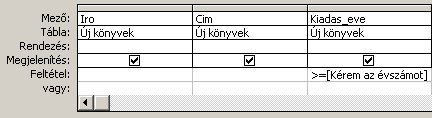 Mező: Iro Cim Kiadas_eve
Tábla: Új könyvek Új könyvek Új könyvek
Rendezés:
Megjelenítés:
Feltétel: >=[Kérem az évszámot]
vagy: